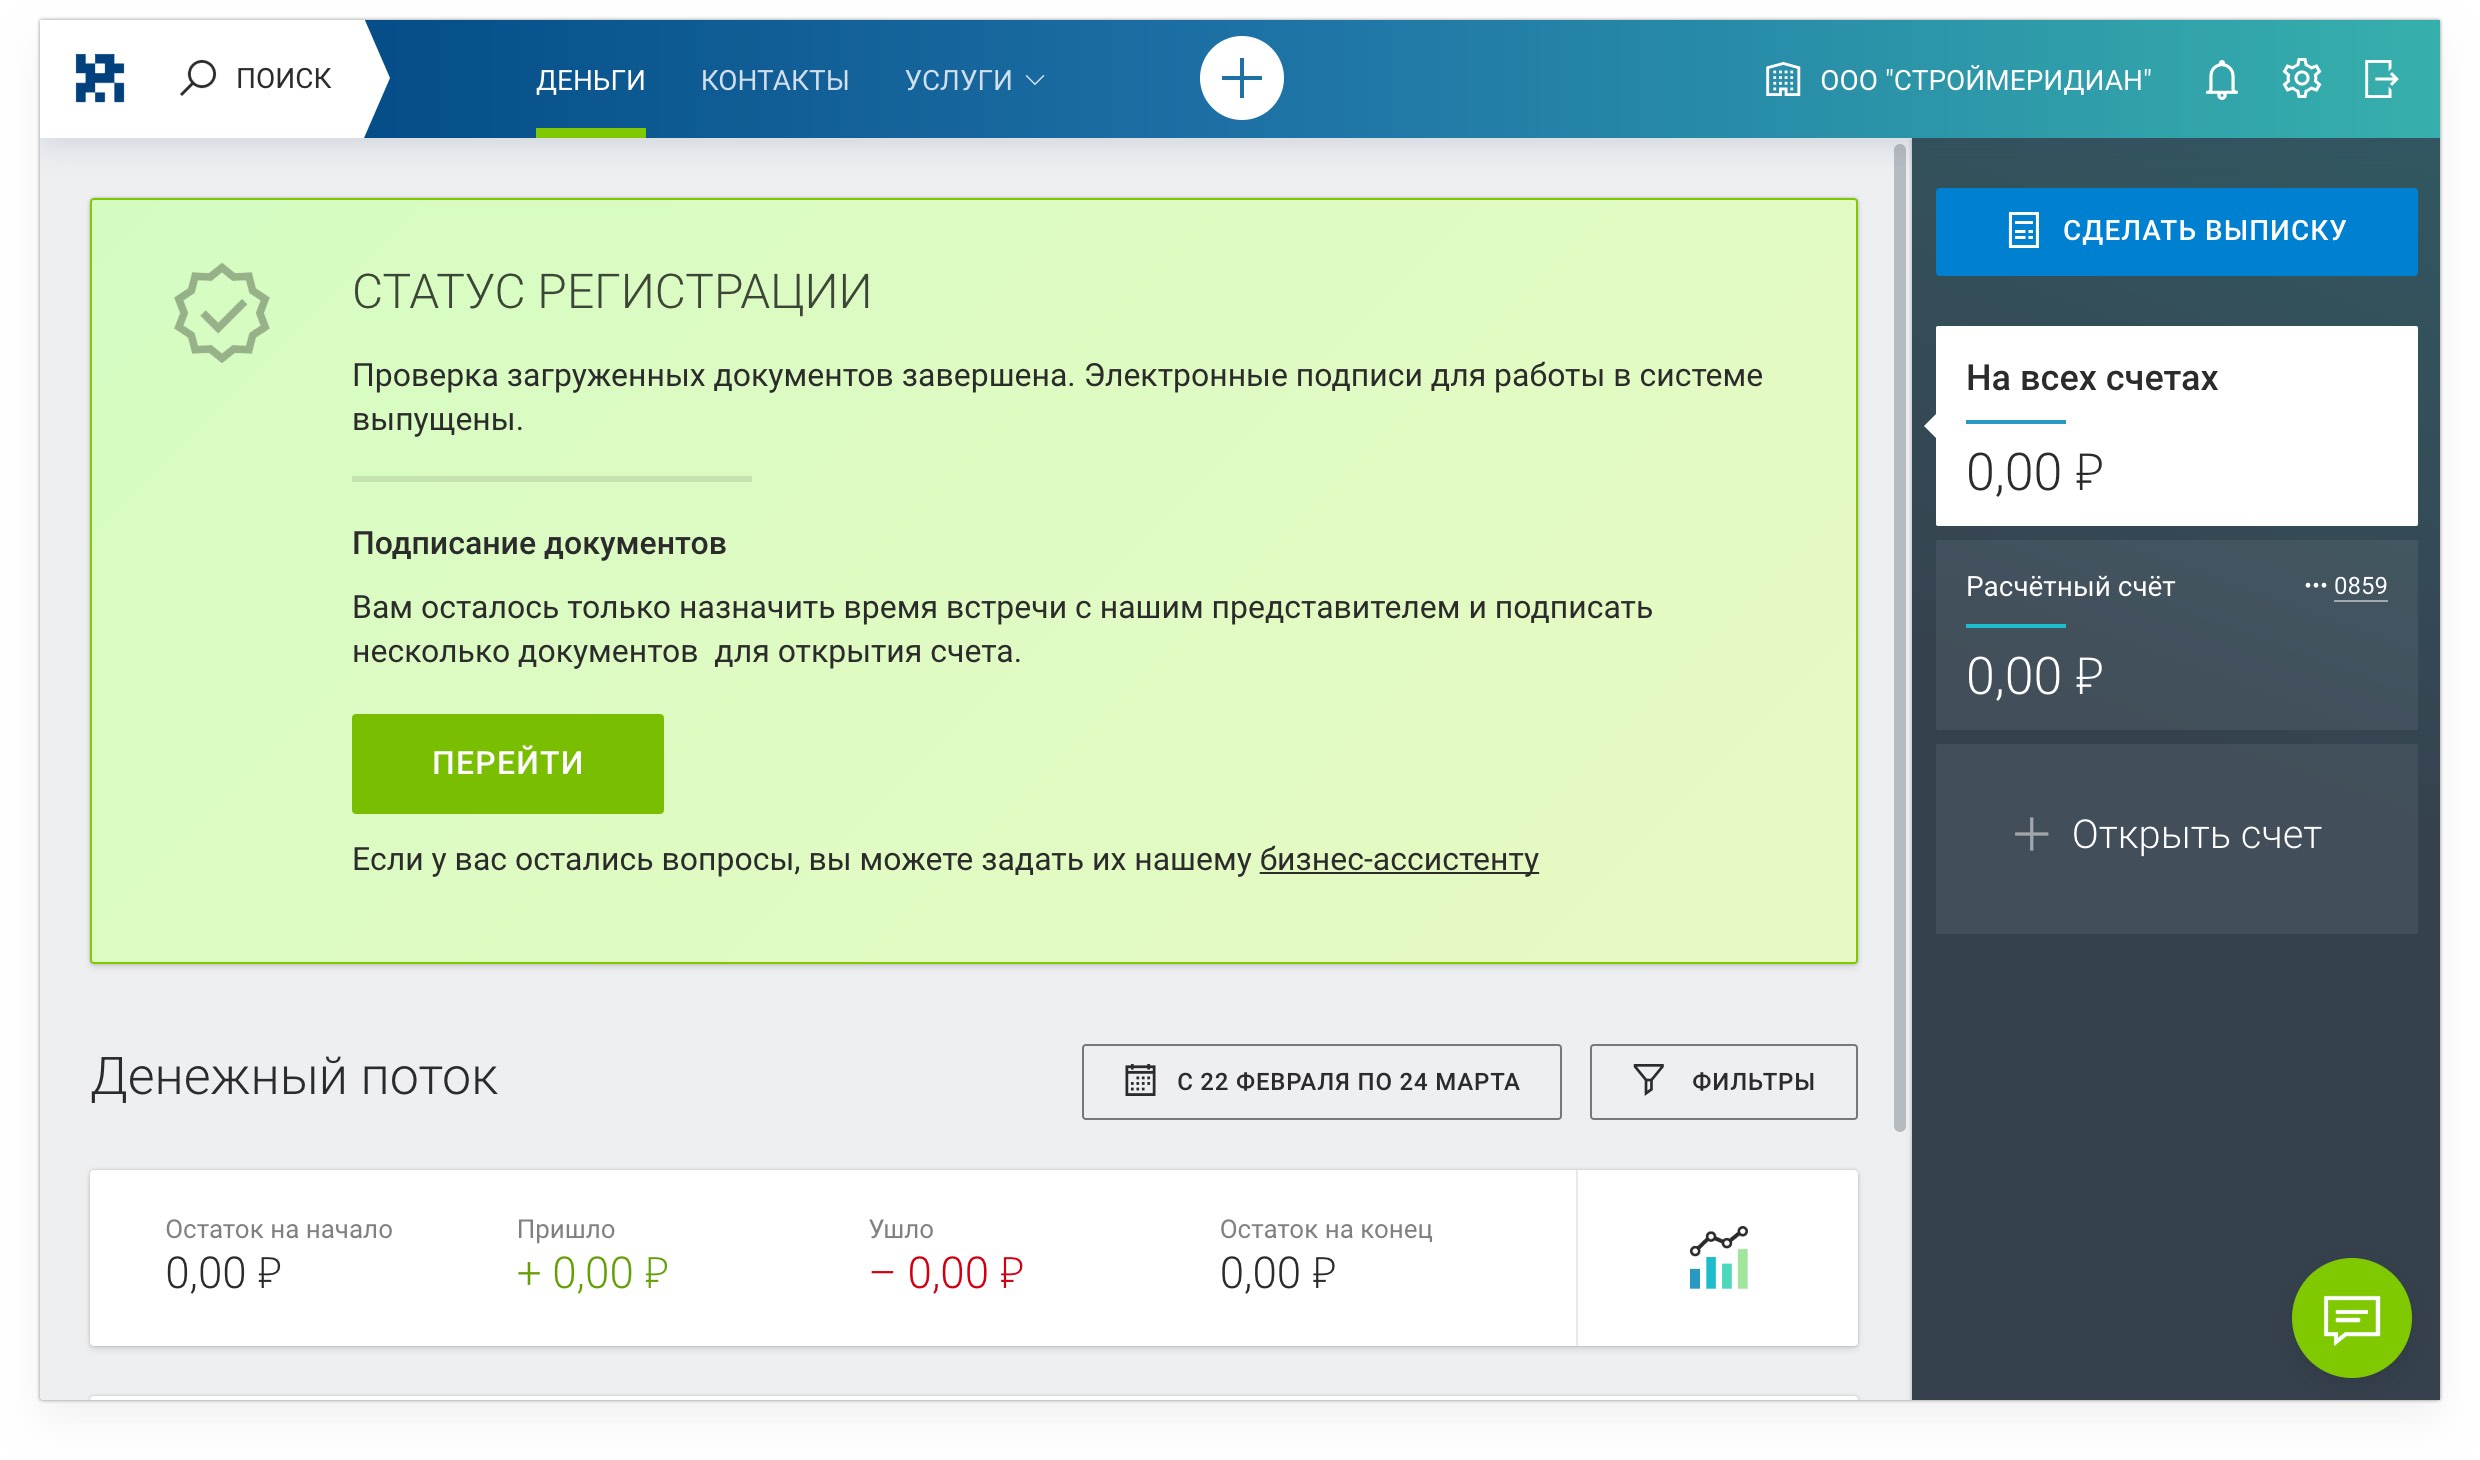 ПОИСК
ДЕНЬГИ
КОНТАКТЫ
УСЛУГИ
ООО "СТРОЙМЕРИДИАН"
СТАТУС РЕГИСТРАЦИИ
Проверка загруженных документов завершена. Электронные подписи для работы в системе
выпущены.
Подписание документов
Вам осталось только назначить время встречи с нашим представителем и подписать
несколько документов  для открытия счета.
ПЕРЕЙТИ
Если у вас остались вопросы, вы можете задать их нашему бизнес-ассистенту
Денежный поток
С 22 ФЕВРАЛЯ ПО 24 МАРТА
ФИЛЬТРЫ
Остаток на начало
0,00 ₽
Пришло
+ 0,00 ₽
Ушло
− 0,00 ₽
Остаток на конец
0,00 ₽
СДЕЛАТЬ ВЫПИСКУ
На всех счетах
0,00 ₽
Расчётный счёт
••• 0859
0,00 ₽
+ Открыть счет